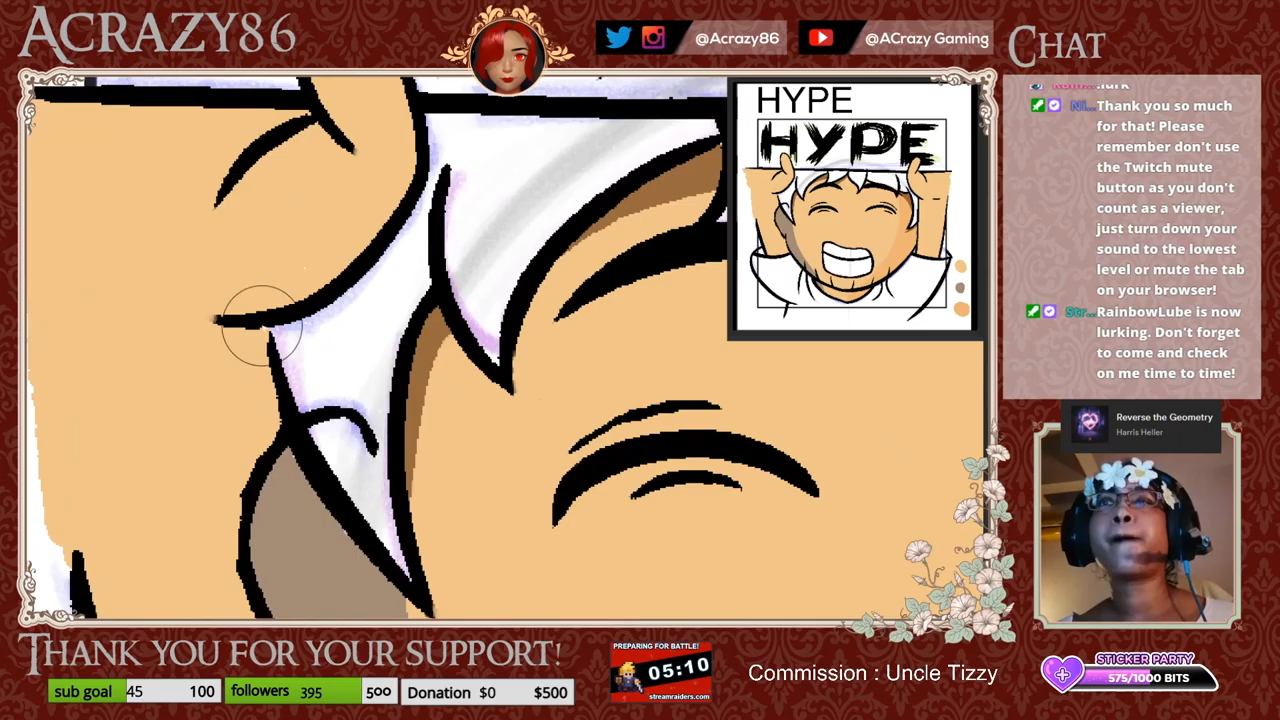 ACRAZY86
@Acrazy86
@ACrazy Gaming
CHAT
HYPE
HYPE
lurk
Thank you so much
for that! Please
remember don't use
the Twitch mute
button as you don't
count as a viewer,
just turn down your
sound to the lowest
level or mute the tab
on your browser!
Str... RainbowLube is now
lurking. Don't forget
to come and check
on me time to time!
Reverse the Geometry
Harris Heller
THANK YOU FOR YOUR SUPPORT!
sub goal 45 100
followers 395 500
Donation $0 $500
PREPARING FOR BATTLE!
05:10
streamraiders.com
Commission : Uncle Tizzy
STICKER PARTY
575/1000 BITS